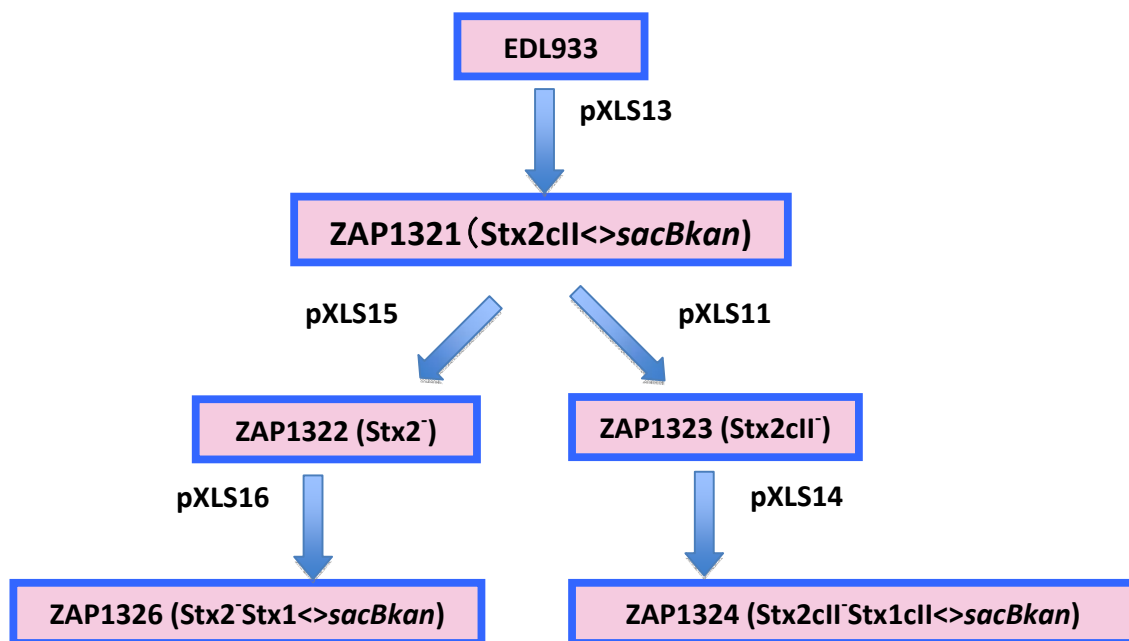 EDL933
pXLS13
ZAP1321(Stx2cII<>sacBkan)
pXLS15
pXLS11
ZAP1322 (Stx2⁻)
ZAP1323 (Stx2cII⁻)
pXLS16
pXLS14
ZAP1326 (Stx2⁻Stx1<>sacBkan)
ZAP1324 (Stx2cII⁻Stx1cII<>sacBkan)